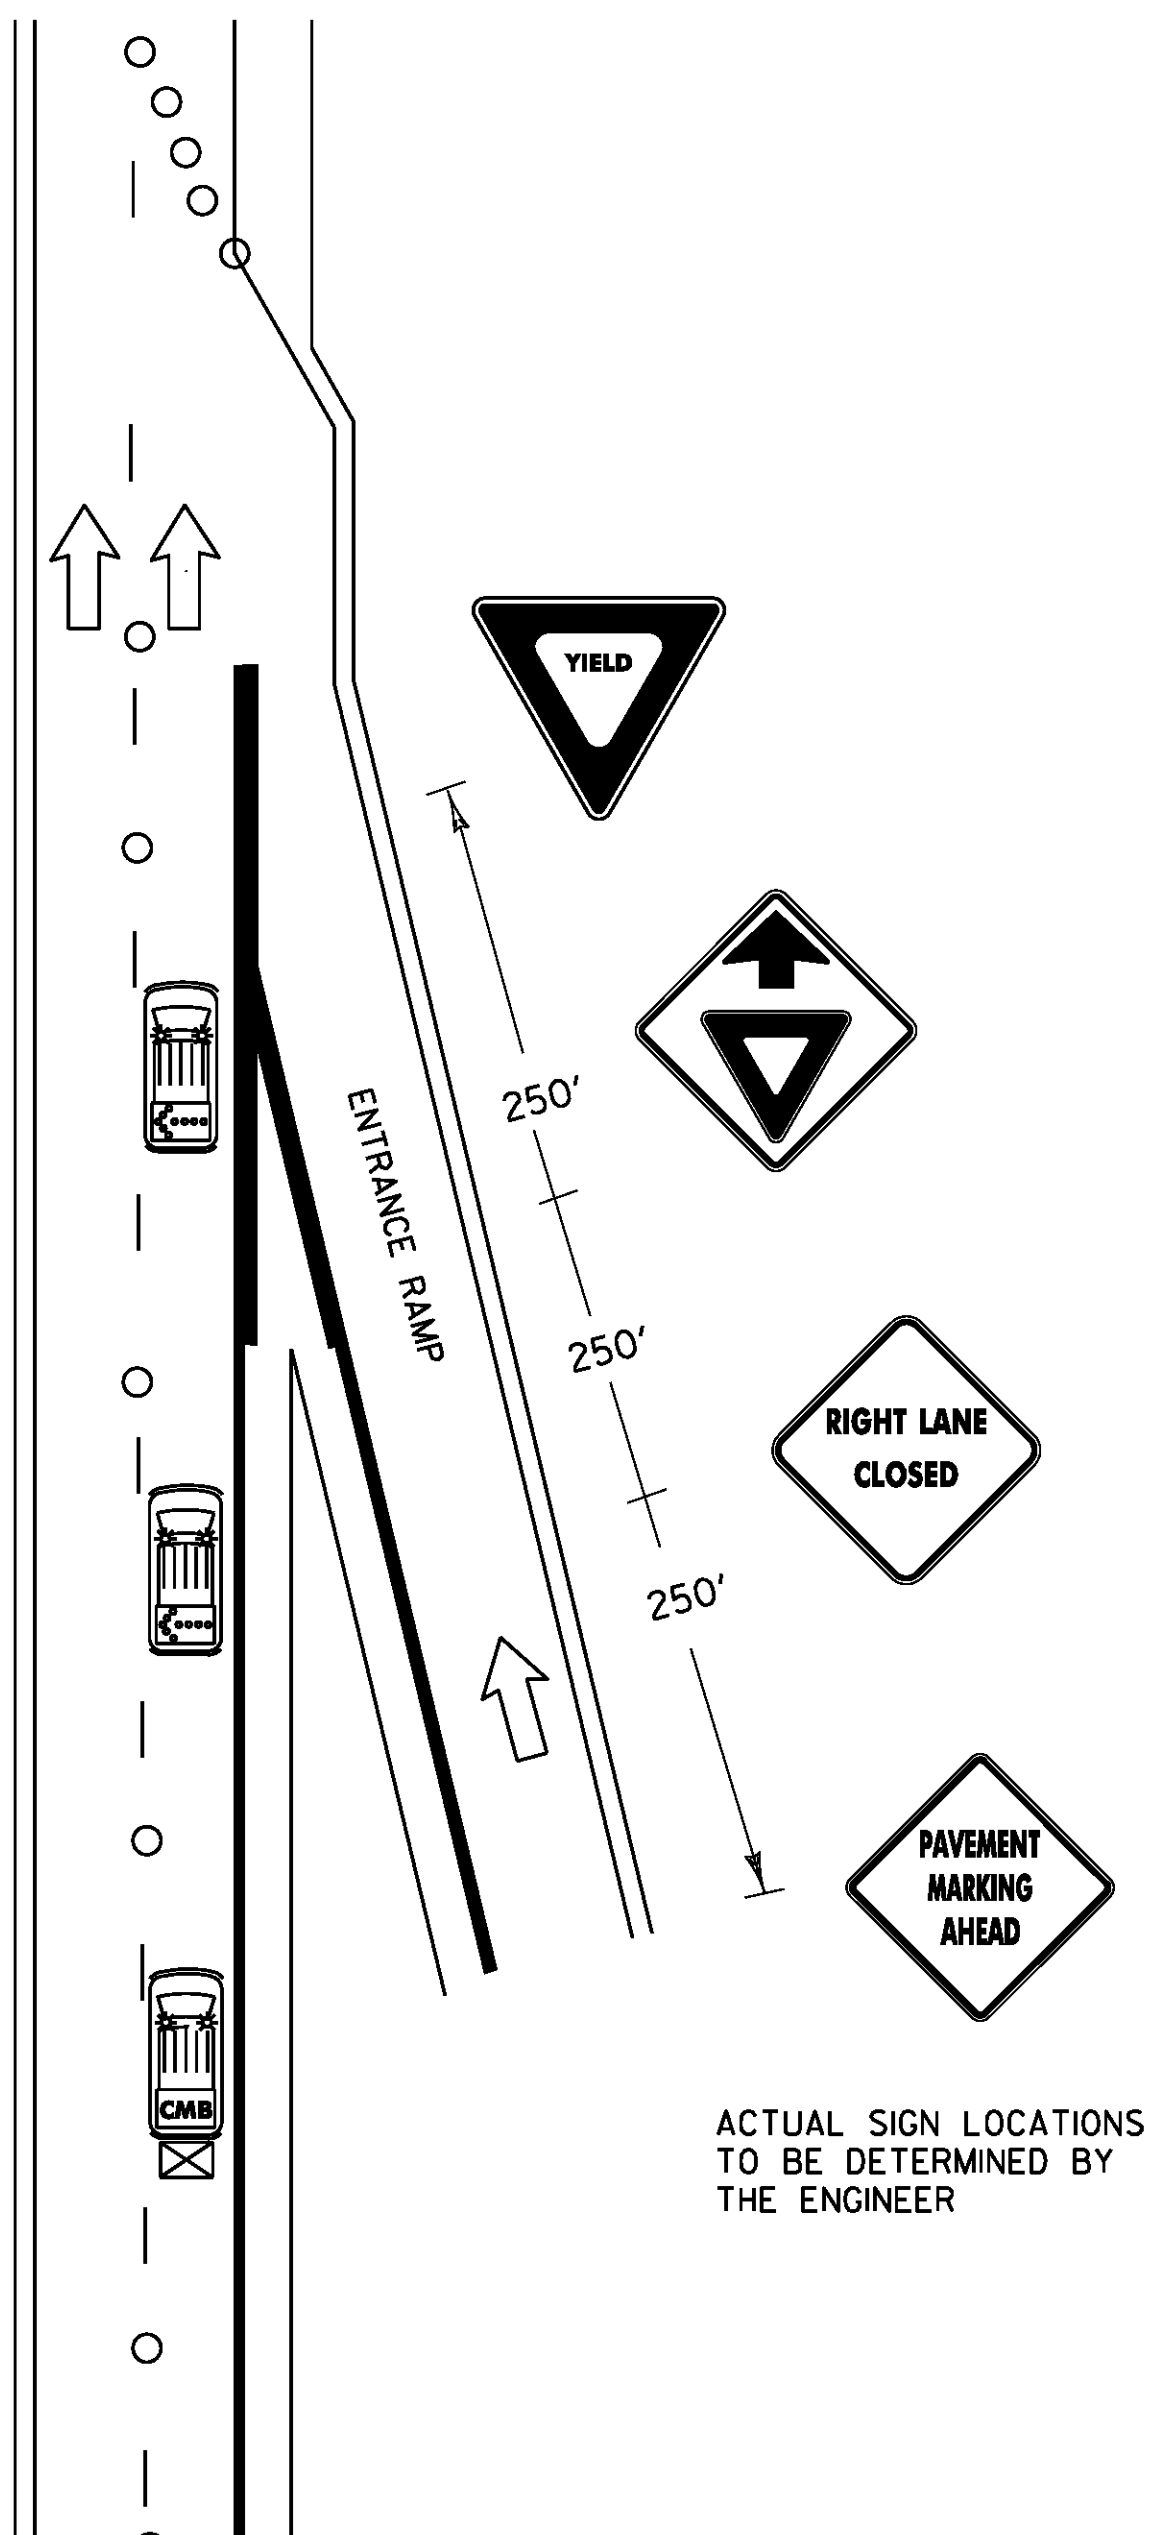 YIELD
250'
ENTRANCE RAMP
250'
RIGHT LANE
CLOSED
250'
PAVEMENT
MARKING
AHEAD
CMB
ACTUAL SIGN LOCATIONS
TO BE DETERMINED BY
THE ENGINEER